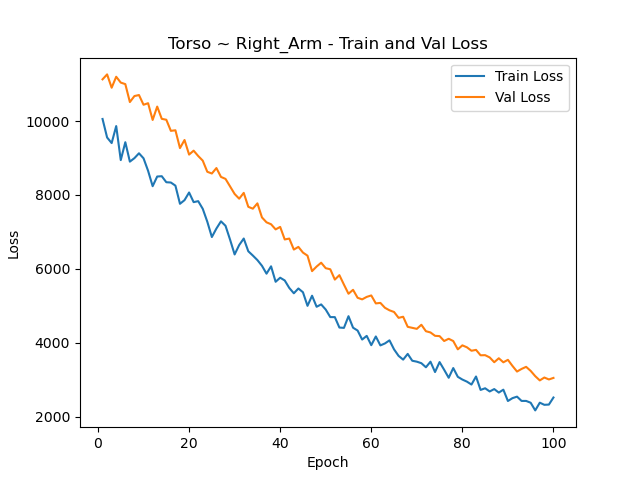 Torso ~ Right_Arm - Train and Val Loss
Train Loss
Val Loss
Loss
10000
8000
6000
4000
2000
0 20 40 60 80 100
Epoch